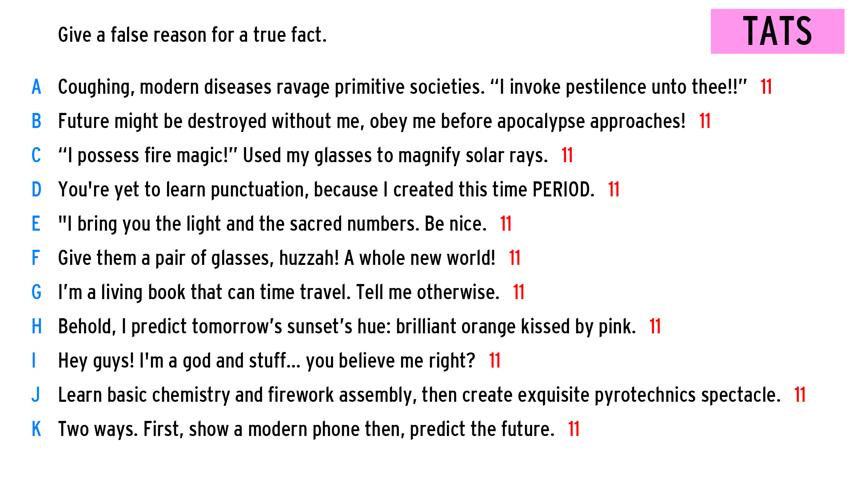 Give a false reason for a true fact.
TATS
A Coughing, modern diseases ravage primitive societies. “I invoke pestilence unto thee!!” 11
B Future might be destroyed without me, obey me before apocalypse approaches! 11
C “I possess fire magic!” Used my glasses to magnify solar rays. 11
D You're yet to learn punctuation, because I created this time PERIOD. 11
E "I bring you the light and the sacred numbers. Be nice. 11
F Give them a pair of glasses, huzzah! A whole new world! 11
G I’m a living book that can time travel. Tell me otherwise. 11
H Behold, I predict tomorrow’s sunset’s hue: brilliant orange kissed by pink. 11
I Hey guys! I'm a god and stuff... you believe me right? 11
J Learn basic chemistry and firework assembly, then create exquisite pyrotechnics spectacle. 11
K Two ways. First, show a modern phone then, predict the future. 11